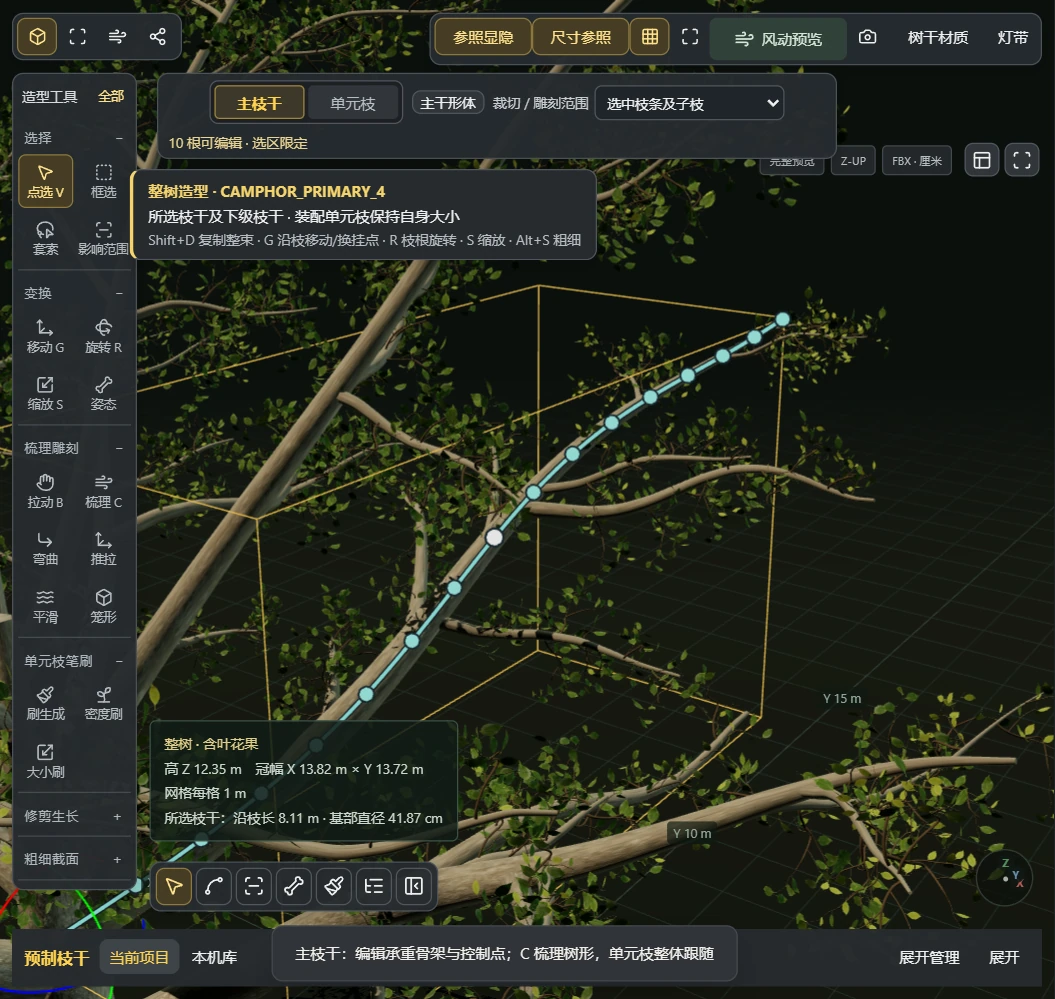 参照显隐 尺寸参照 风动预览 树干材质 灯带
造型工具 全部
主枝干 单元枝 主干形体 裁切 / 雕刻范围 选中枝条及子枝
10 根可编辑 · 选区限定
完整预览 Z-UP FBX · 厘米
整树造型 · CAMPHOR_PRIMARY_4
所选枝干及下级枝干 · 装配单元枝保持自身大小
Shift+D 复制整束 · G 沿枝移动/换挂点 · R 枝根旋转 · S 缩放 · Alt+S 粗细
选择 −
点选 V 框选
套索 影响范围
变换 −
移动 G 旋转 R
缩放 S 姿态
梳理雕刻 −
拉动 B 梳理 C
弯曲 推拉
平滑 笼形
单元枝笔刷 −
刷生成 密度刷
大小刷
修剪生长 +
粗细截面 +
Y 15 m
Y 10 m
整树 · 含叶花果
高 Z 12.35 m 冠幅 X 13.82 m × Y 13.72 m
网格每格 1 m
所选枝干：沿枝长 8.11 m · 基部直径 41.87 cm
Z
Y
X
预制枝干 当前项目 本机库 主枝干：编辑承重骨架与控制点；C 梳理树形，单元枝整体跟随 展开管理 展开